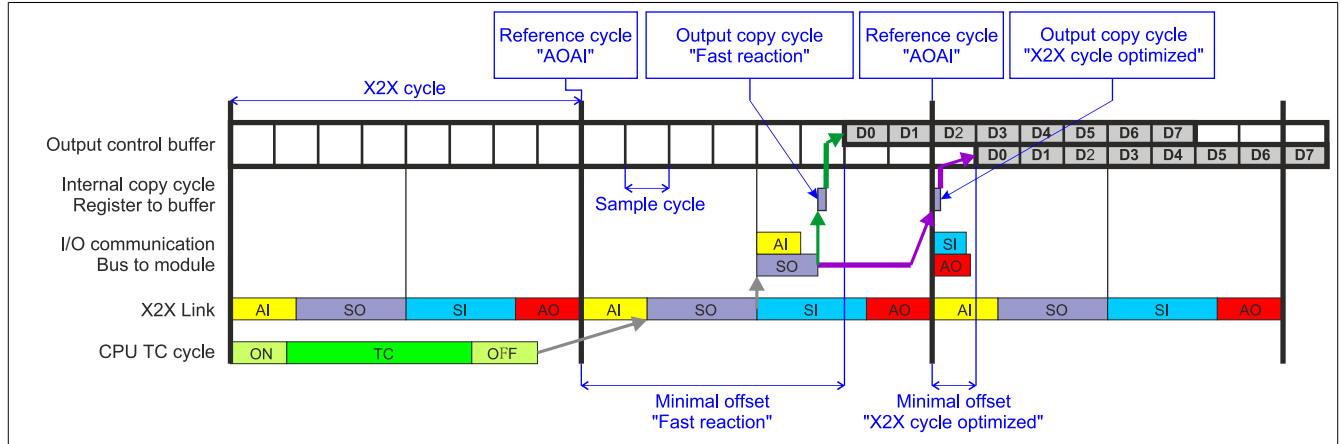 Reference cycle
"AOAI"
Output copy cycle
"Fast reaction"
Reference cycle
"AOAI"
Output copy cycle
"X2X cycle optimized"
X2X cycle
Output control buffer
D0 D1 D2 D3 D4 D5 D6 D7
D0 D1 D2 D3 D4 D5 D6 D7
Internal copy cycle
Register to buffer
Sample cycle
I/O communication
Bus to module
AI
SO
SI
AO
X2X Link
AI SO SI AO AI SO SI AO AI SO SI AO
CPU TC cycle
ON TC OFF
Minimal offset
"Fast reaction"
Minimal offset
"X2X cycle optimized"